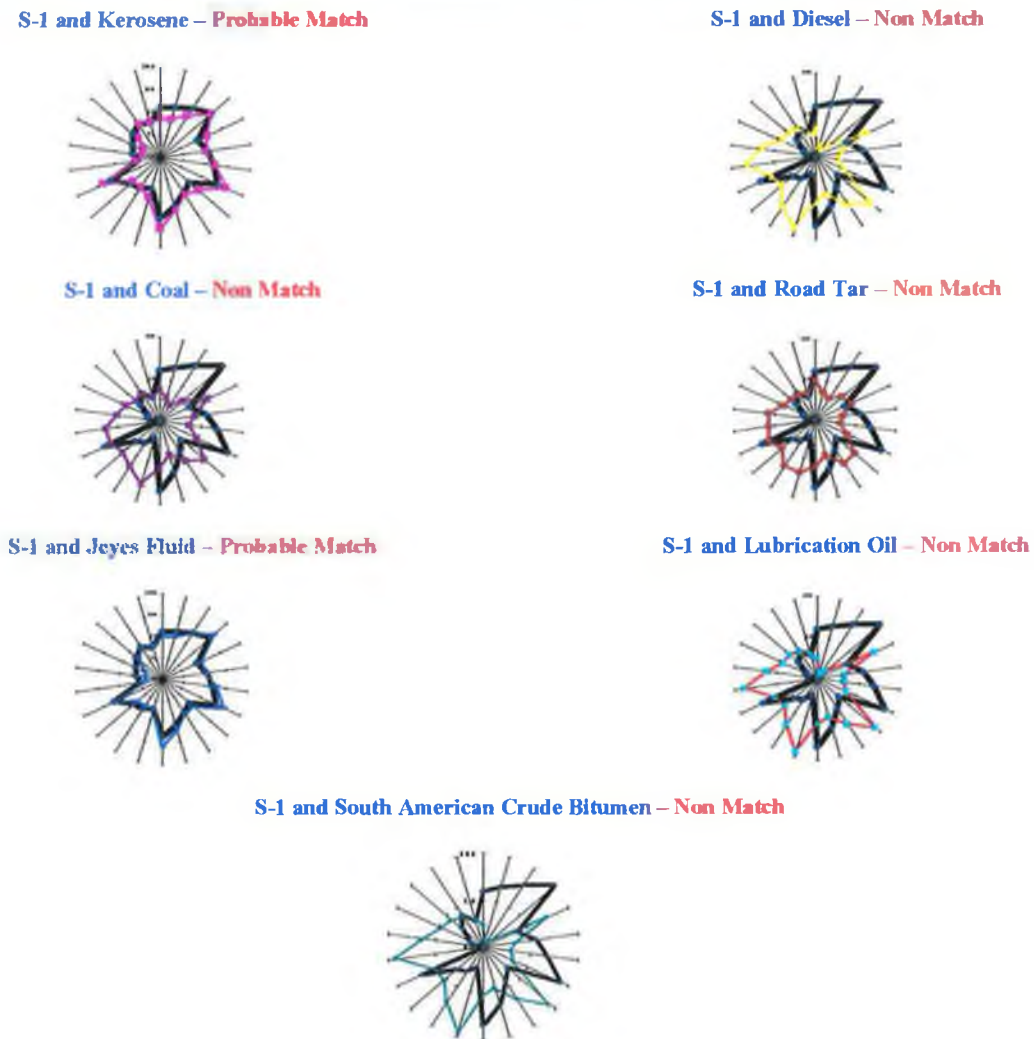 S-1 and Kerosene – Probable Match
S-1 and Diesel – Non Match
S-1 and Coal – Non Match
S-1 and Road Tar – Non Match
S-1 and Jeyes Fluid – Probable Match
S-1 and Lubrication Oil – Non Match
S-1 and South American Crude Bitumen – Non Match